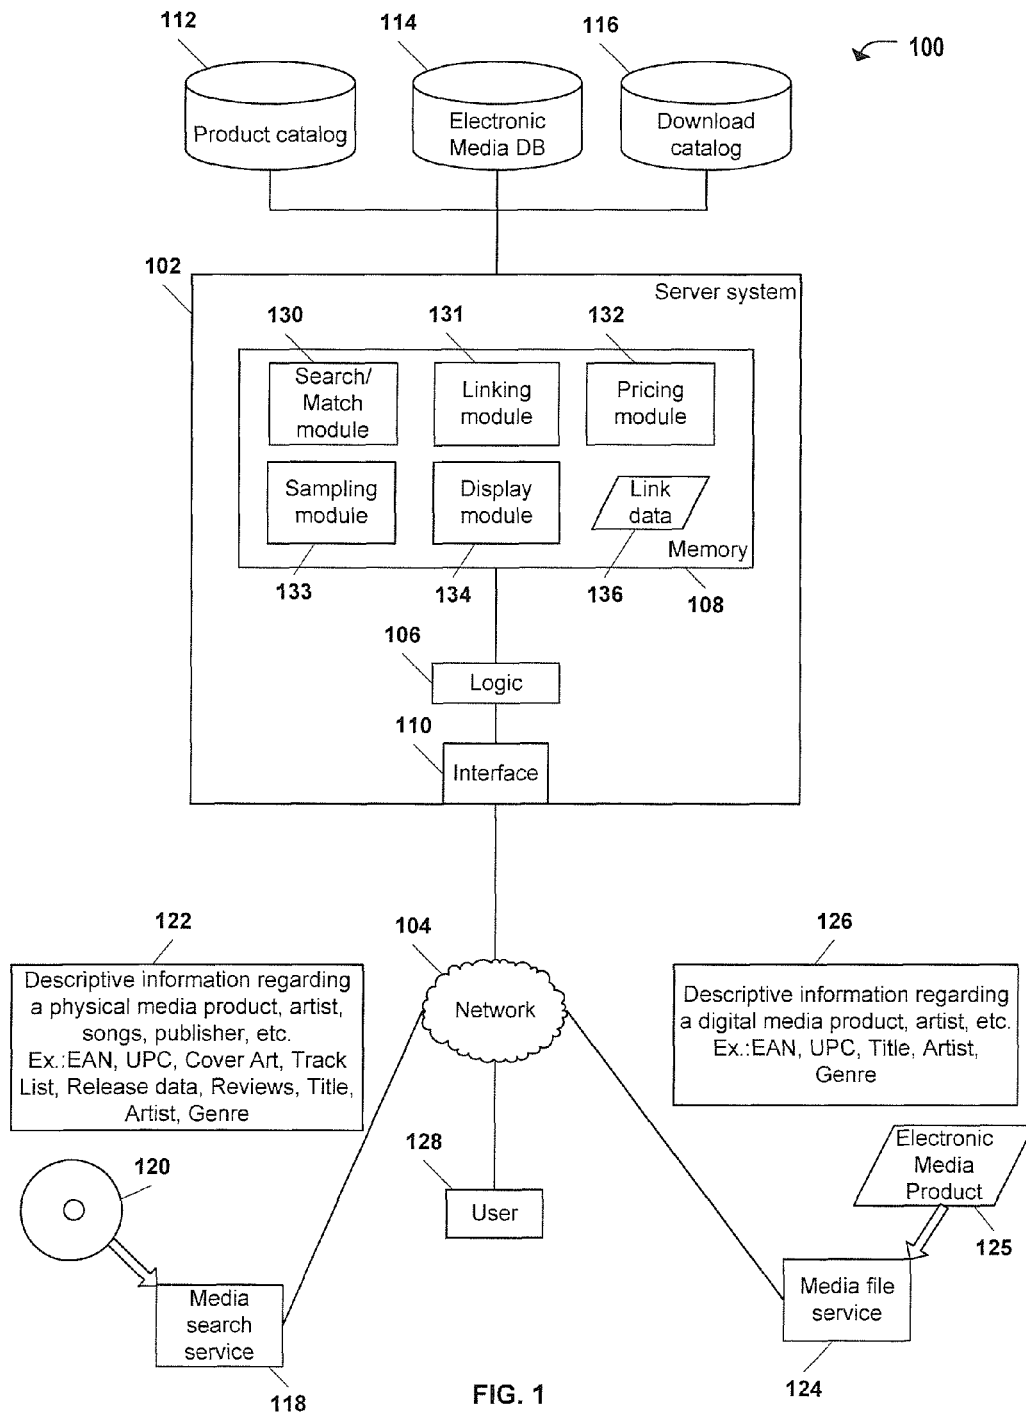 112
114
116
100
Product catalog
Electronic
Media DB
Download
catalog
102
Server system
130
131
132
Search/
Match
module
Linking
module
Pricing
module
Sampling
module
Display
module
Link
data
Memory
133
134
136
108
106
Logic
110
Interface
122
Descriptive information regarding
a physical media product, artist,
songs, publisher, etc.
Ex.:EAN, UPC, Cover Art, Track
List, Release data, Reviews, Title,
Artist, Genre
104
Network
126
Descriptive information regarding
a digital media product, artist, etc.
Ex.:EAN, UPC, Title, Artist,
Genre
120
128
User
Electronic
Media
Product
125
Media
search
service
118
Media file
service
124
FIG. 1